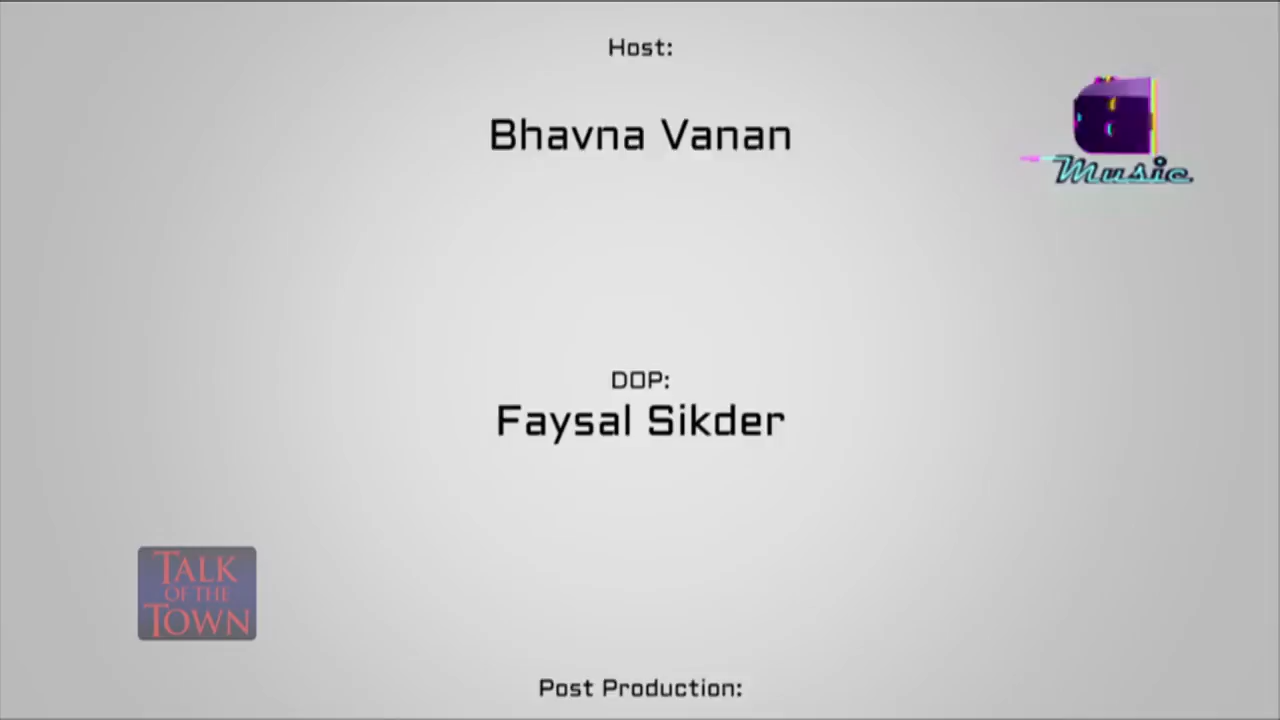 Host:
Bhavna Vanan
Music
DOP:
Faysal Sikder
TALK
OF THE
TOWN
Post Production: